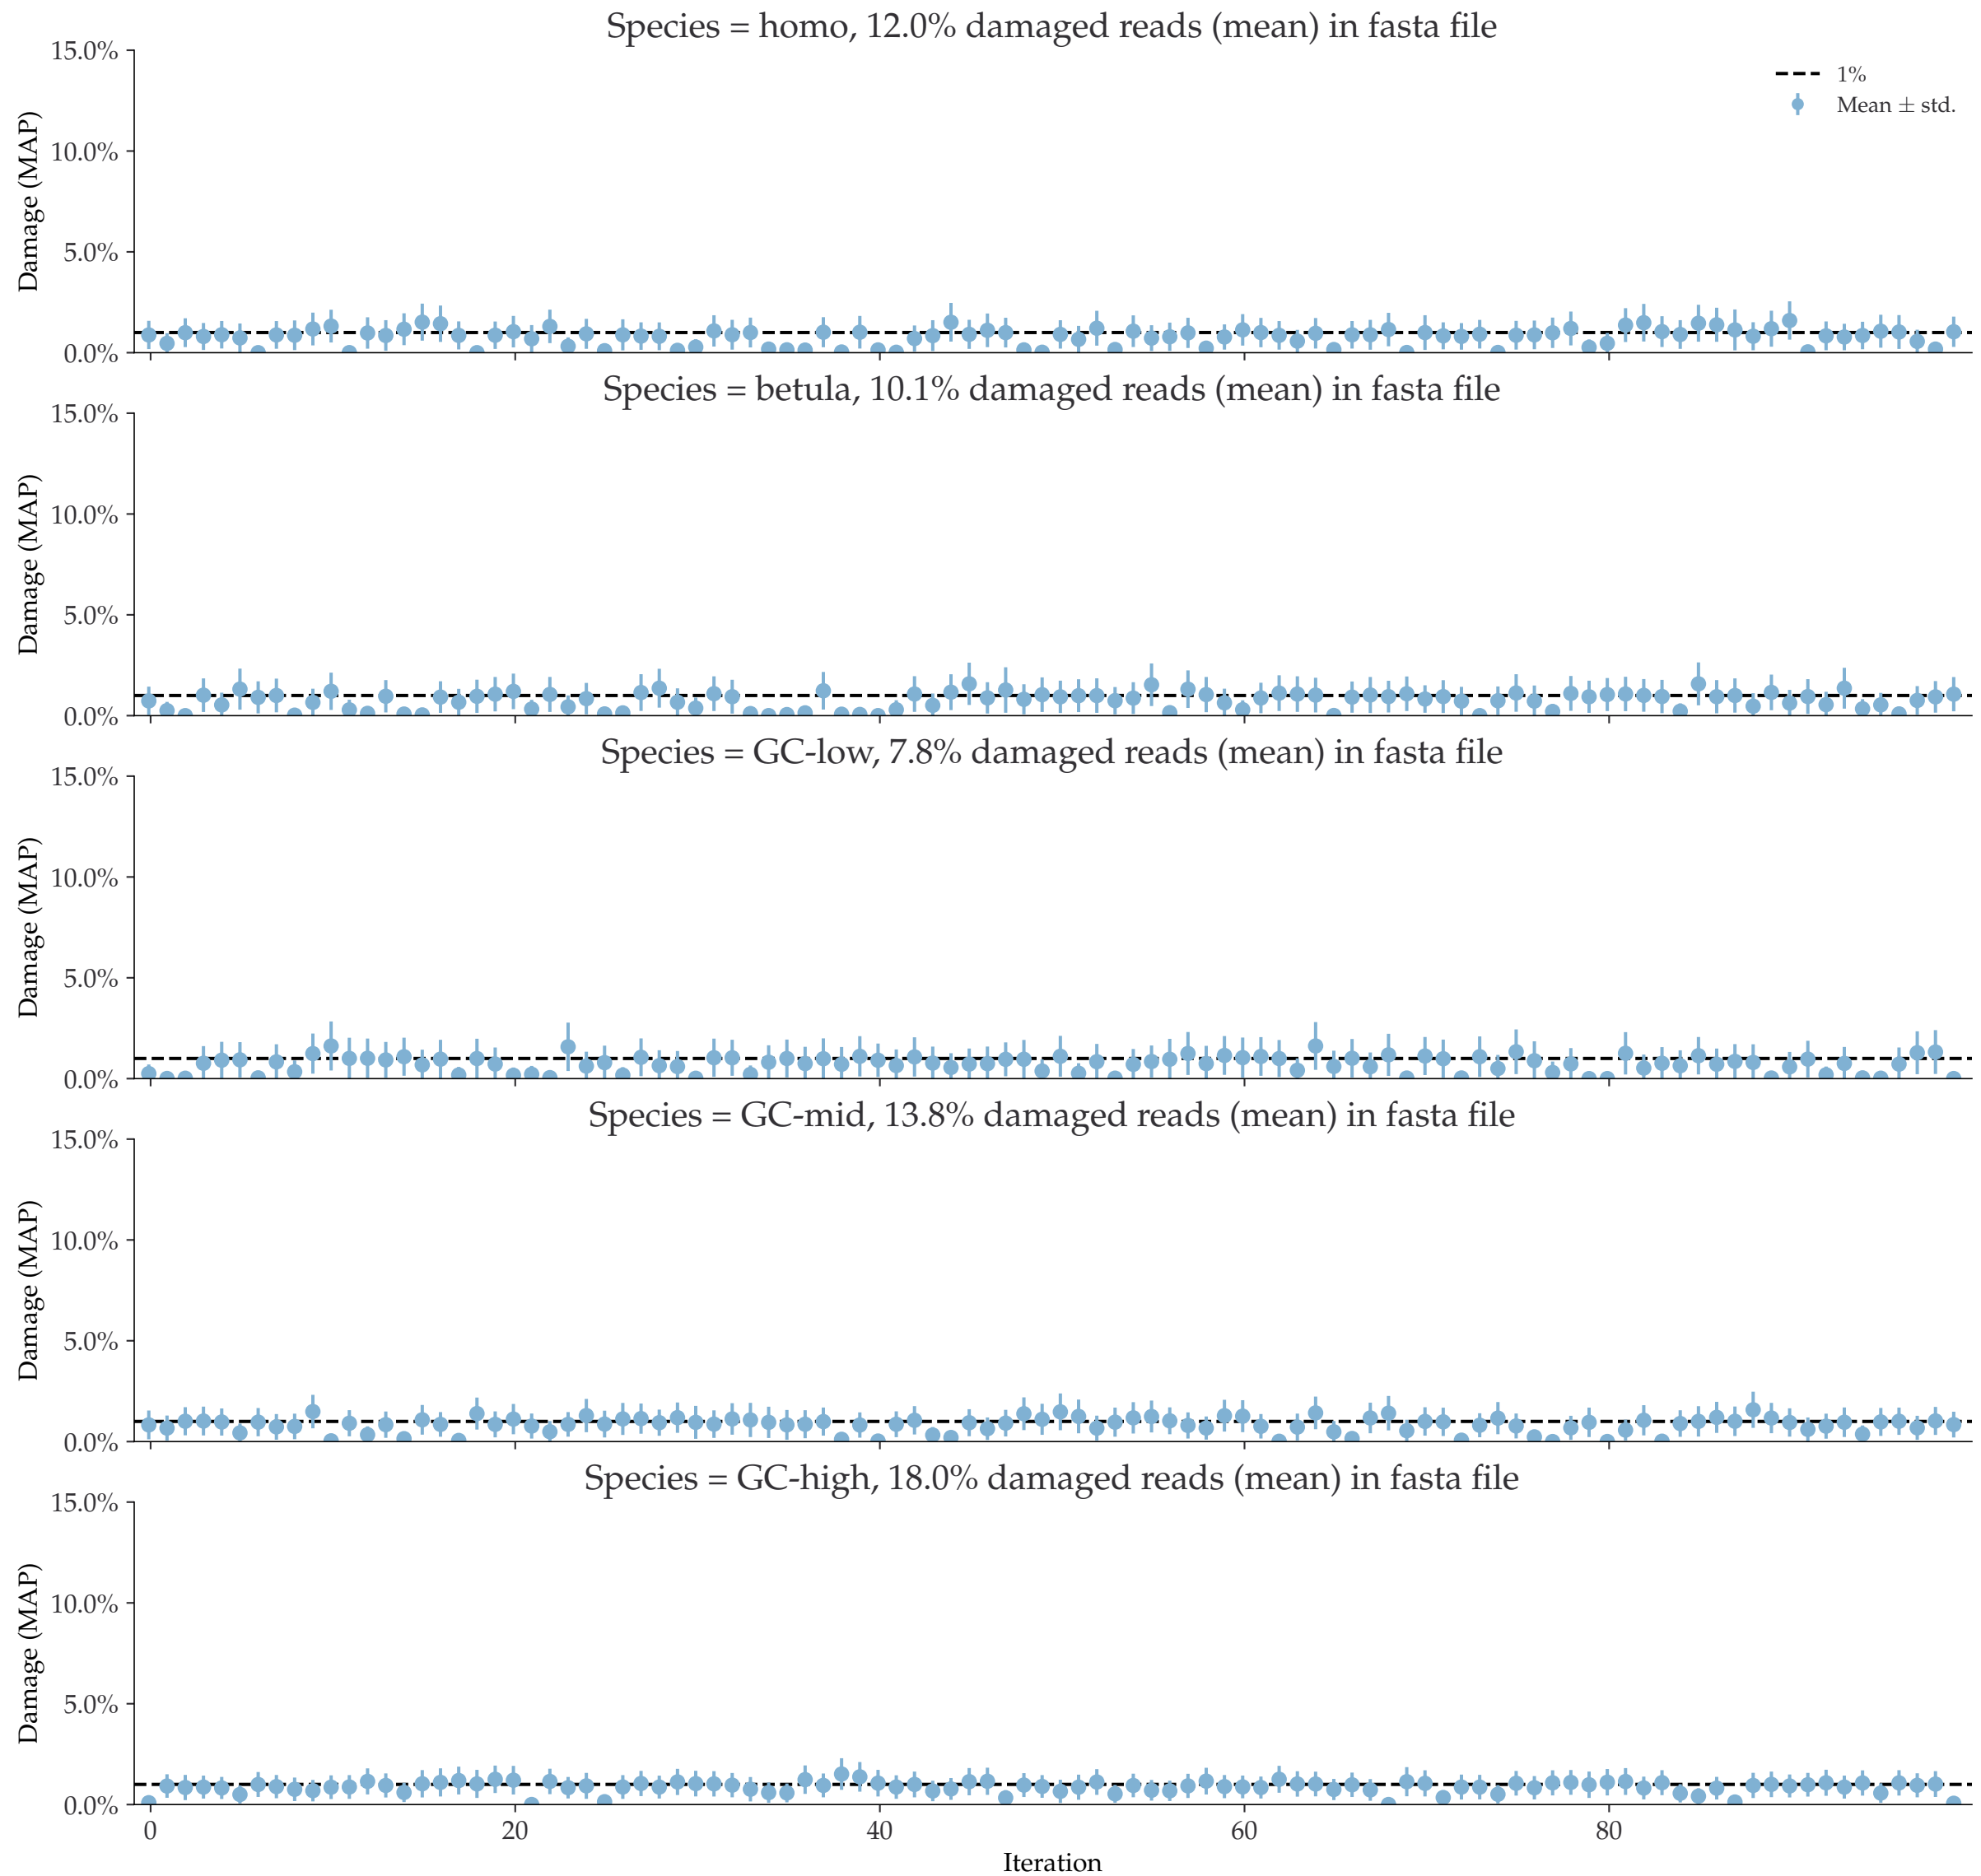 Species = homo, 12.0% damaged reads (mean) in fasta file
15.0%
10.0%
5.0%
0.0%
Damage (MAP)
1%
Mean ± std.
Species = betula, 10.1% damaged reads (mean) in fasta file
15.0%
10.0%
5.0%
0.0%
Damage (MAP)
Species = GC-low, 7.8% damaged reads (mean) in fasta file
15.0%
10.0%
5.0%
0.0%
Damage (MAP)
Species = GC-mid, 13.8% damaged reads (mean) in fasta file
15.0%
10.0%
5.0%
0.0%
Damage (MAP)
Species = GC-high, 18.0% damaged reads (mean) in fasta file
15.0%
10.0%
5.0%
0.0%
Damage (MAP)
0 20 40 60 80
Iteration